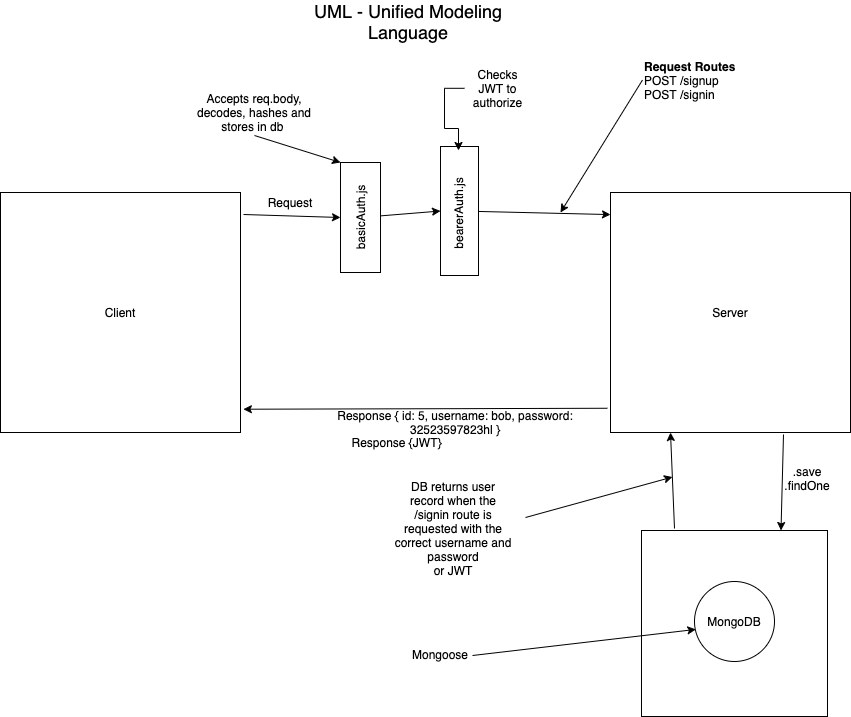 UML - Unified Modeling
Language
Checks
JWT to
authorize
Request Routes
POST /signup
POST /signin
Accepts req.body,
decodes, hashes and
stores in db
Request
basicAuth.js
bearerAuth.js
Client
Server
Response { id: 5, username: bob, password:
32523597823hl }
Response {JWT}
.save
.findOne
DB returns user
record when the
/signin route is
requested with the
correct username and
password
or JWT
MongoDB
Mongoose